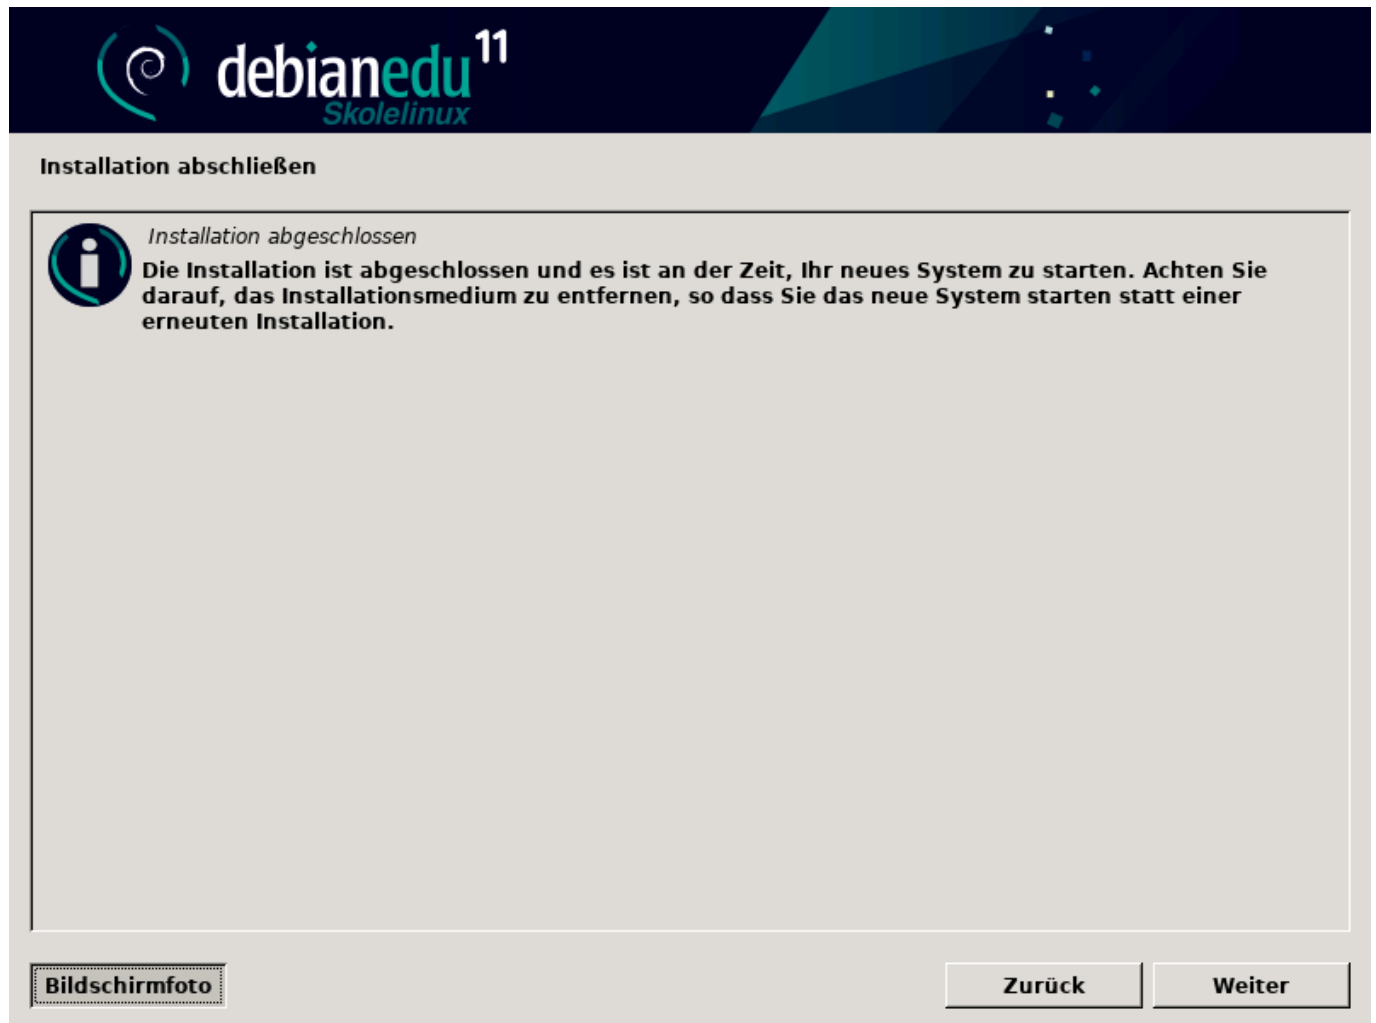 debianedu 11
Skolelinux
Installation abschließen
Installation abgeschlossen
Die Installation ist abgeschlossen und es ist an der Zeit, Ihr neues System zu starten. Achten Sie
darauf, das Installationsmedium zu entfernen, so dass Sie das neue System starten statt einer
erneuten Installation.
Bildschirmfoto
Zurück
Weiter